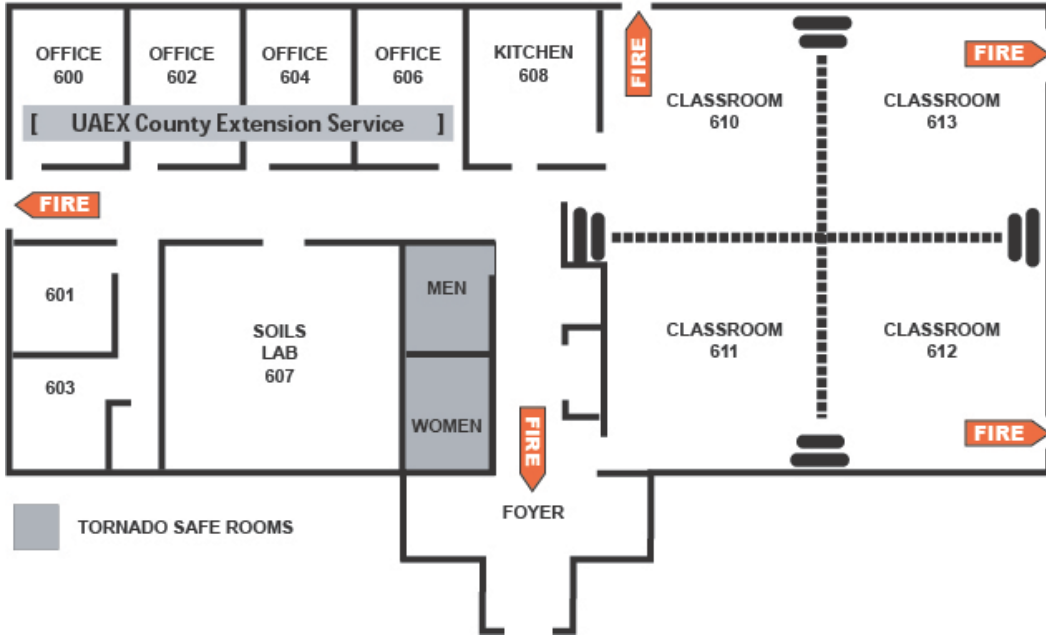 OFFICE
600
OFFICE
602
OFFICE
604
OFFICE
606
KITCHEN
608
[ UAEX County Extension Service ]
FIRE
FIRE
CLASSROOM
610
CLASSROOM
613
FIRE
601
603
SOILS
LAB
607
MEN
WOMEN
CLASSROOM
611
CLASSROOM
612
FIRE
FIRE
FOYER
TORNADO SAFE ROOMS